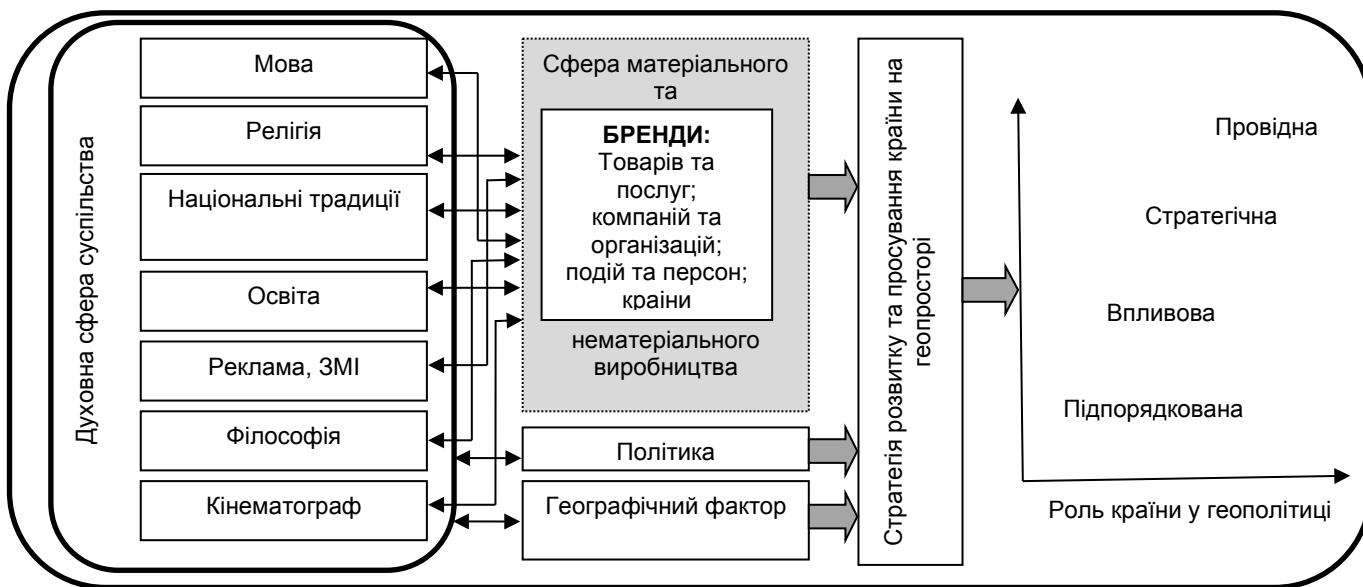 Духовна сфера суспільства
Мова
Релігія
Національні традиції
Освіта
Реклама, ЗМІ
Філософія
Кінематограф
Сфера матеріального
та
БРЕНДИ:
Товарів та
послуг;
компаній та
організацій;
подій та персон;
країни
нематеріального
виробництва
Політика
Географічний фактор
Стратегія розвитку та просування країни на
геопросторі
Провідна
Стратегічна
Впливова
Підпорядкована
Роль країни у геополітиці